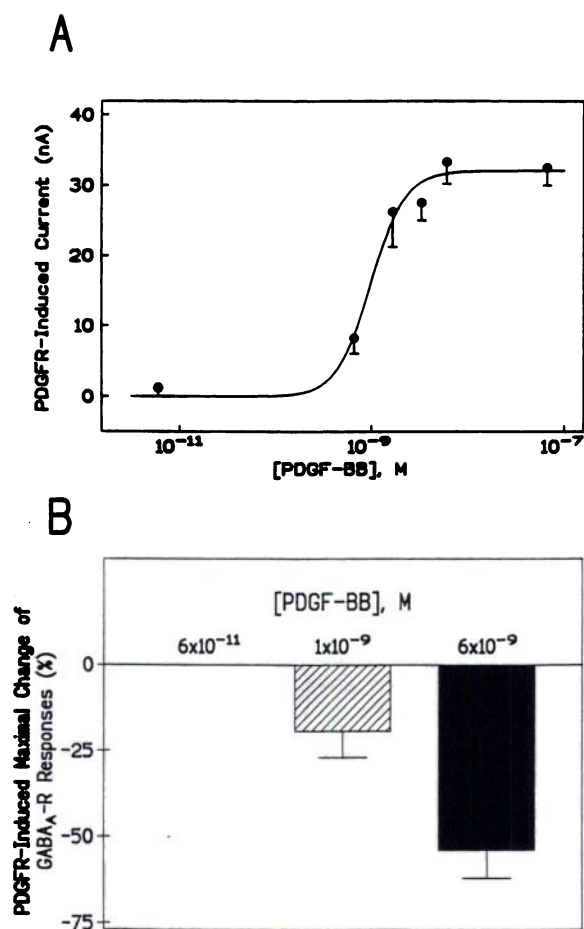 A
PDGFR-Induced Current (nA)
40
30
20
10
0
10⁻¹¹
10⁻⁹
10⁻⁷
[PDGF-BB], M
B
PDGFR-Induced Maximal Change of
GABA_A-R Responses (%)
[PDGF-BB], M
6x10⁻¹¹
1x10⁻⁹
6x10⁻⁹
0
-25
-50
-75